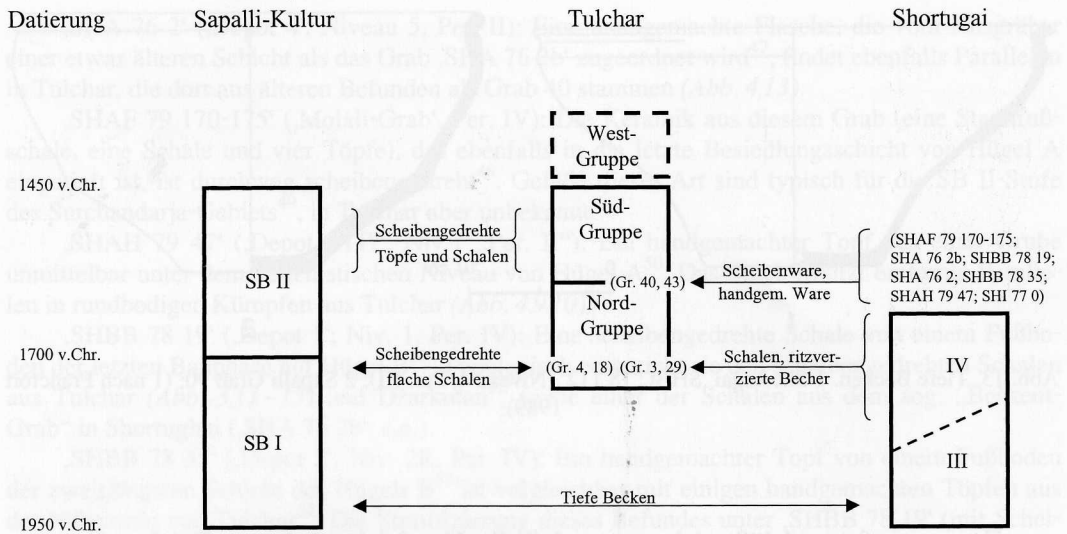 Datierung Sapalli-Kultur Tulchar Shortugai
West-
Gruppe
1450 v.Chr.
Süd-
Gruppe
Scheibengedrehte
Töpfe und Schalen
(SHAF 79 170-175;
SHA 76 2b; SHBB 78 19;
SHA 76 2; SHBB 78 35;
SHAH 79 47; SHI 77 0)
SB II
(Gr. 40, 43)
Scheibenware,
handgem. Ware
Nord-
Gruppe
1700 v.Chr.
Scheibengedrehte
flache Schalen
(Gr. 4, 18) (Gr. 3, 29)
Schalen, ritzver-
zierte Becher
IV
SB I
III
Tiefe Becken
1950 v.Chr.